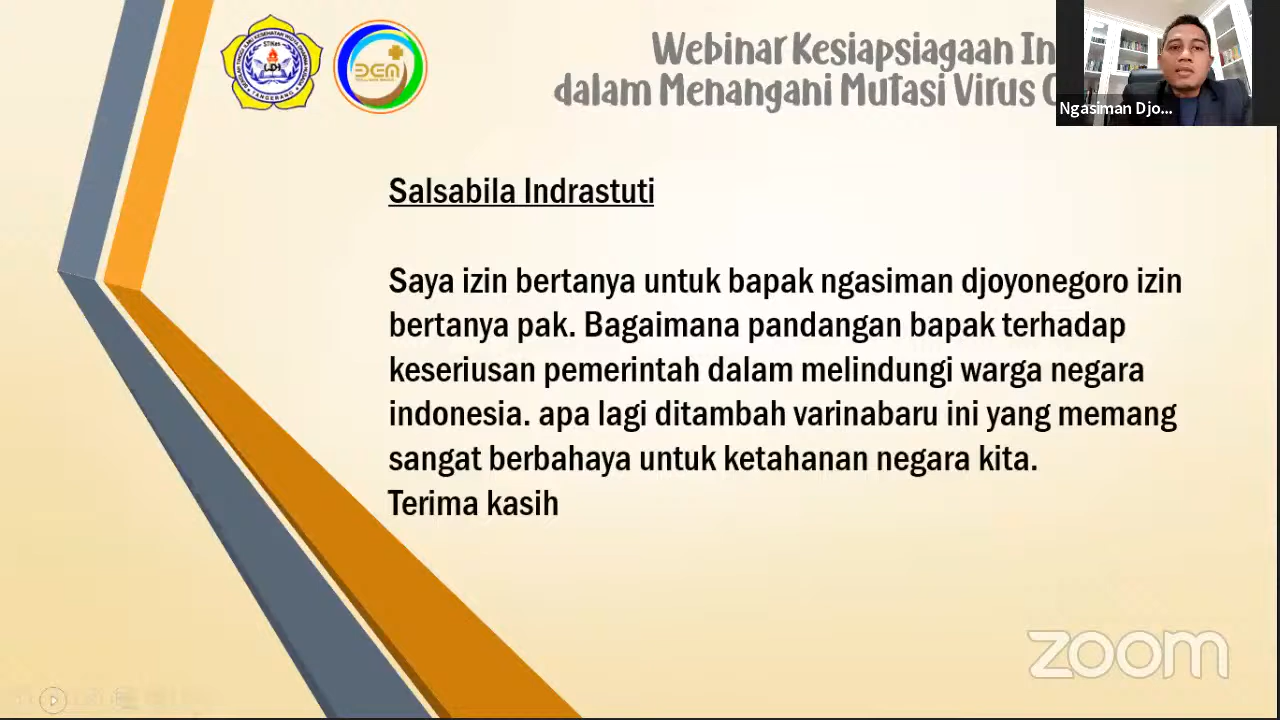 Webinar Kesiapsiagaan
dalam Menangani Mutasi Virus
Ngasiman Djo...
Salsabila Indrastuti
Saya izin bertanya untuk bapak ngasiman djoyonegoro izin
bertanya pak. Bagaimana pandangan bapak terhadap
keseriusan pemerintah dalam melindungi warga negara
indonesia. apa lagi ditambah varinabaru ini yang memang
sangat berbahaya untuk ketahanan negara kita.
Terima kasih
STIKes
TANGERANG
zoom